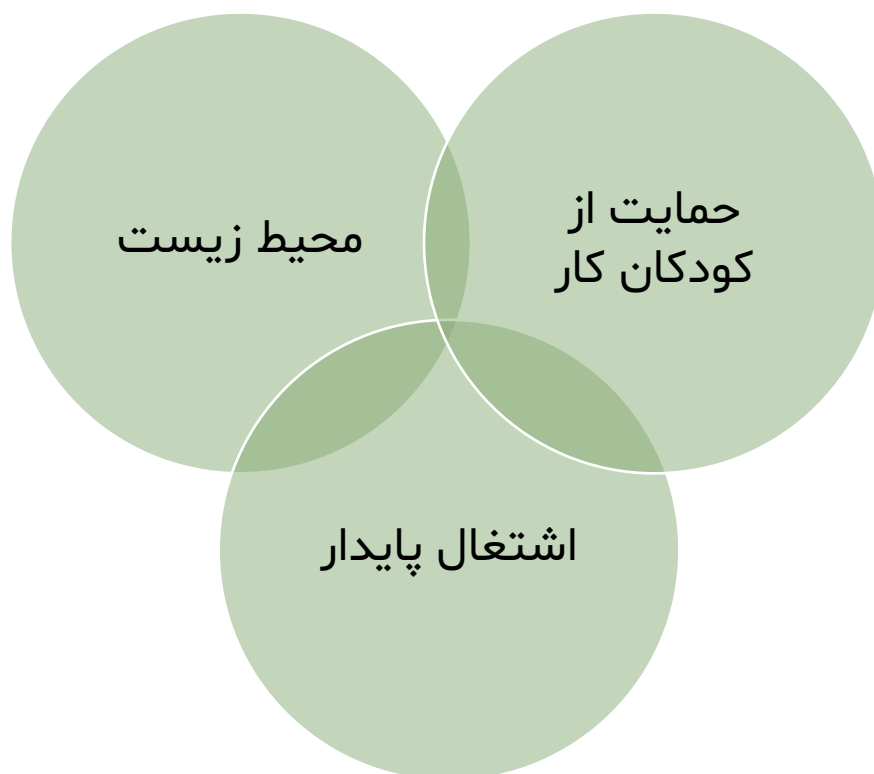 حمایت از
کودکان کار
محیط زیست
اشتغال پایدار